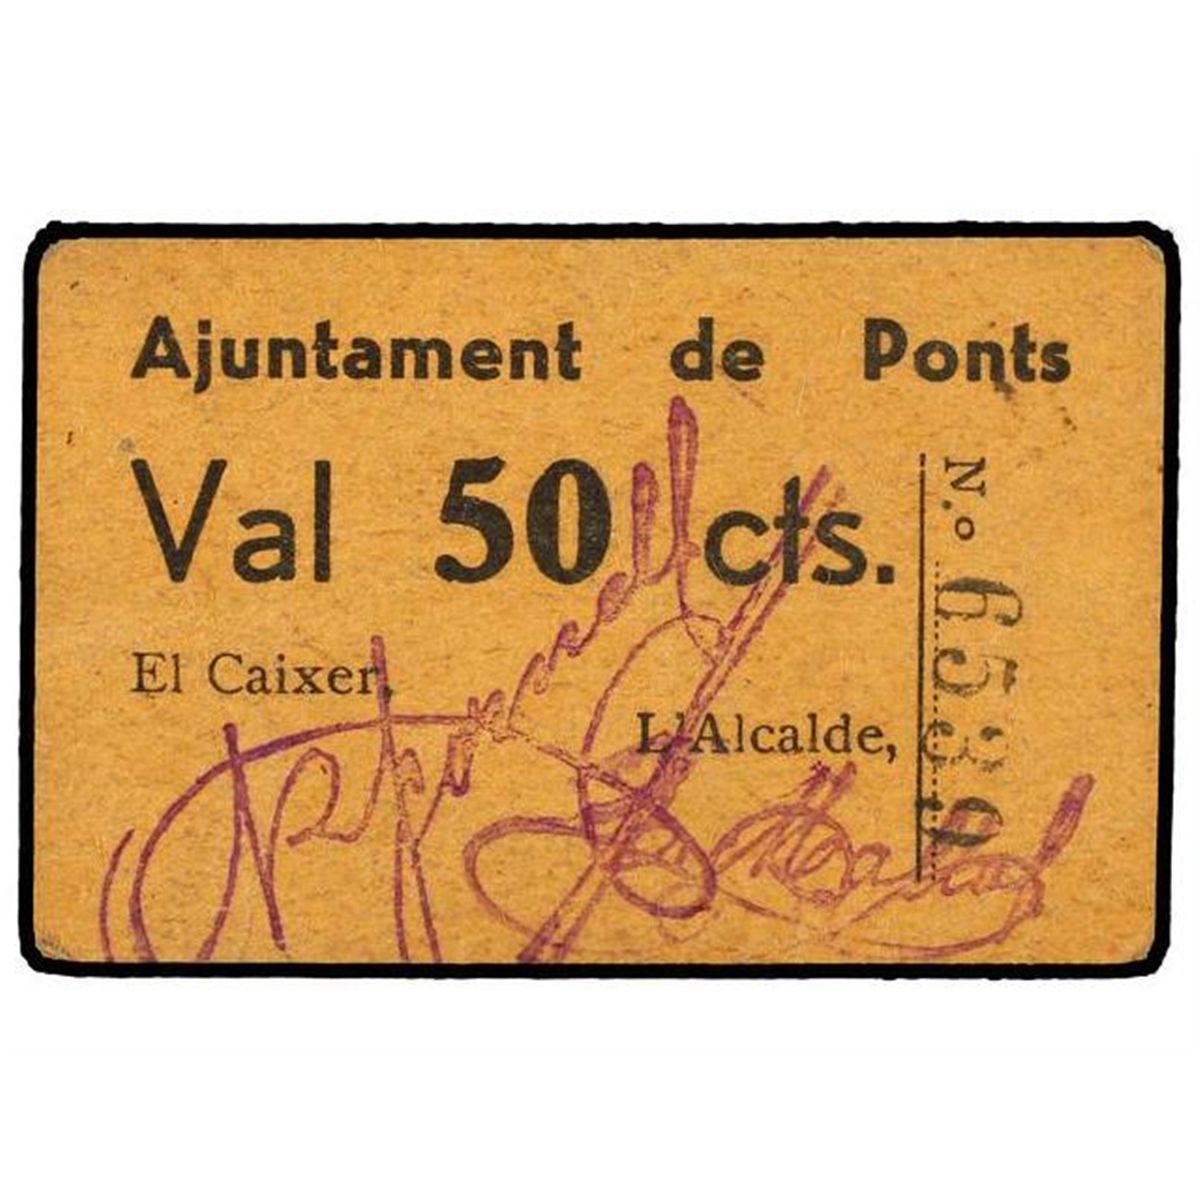 Ajuntament de Ponts
Val 50 cts.
El Caixer,
L'Alcalde,
N.º 6539